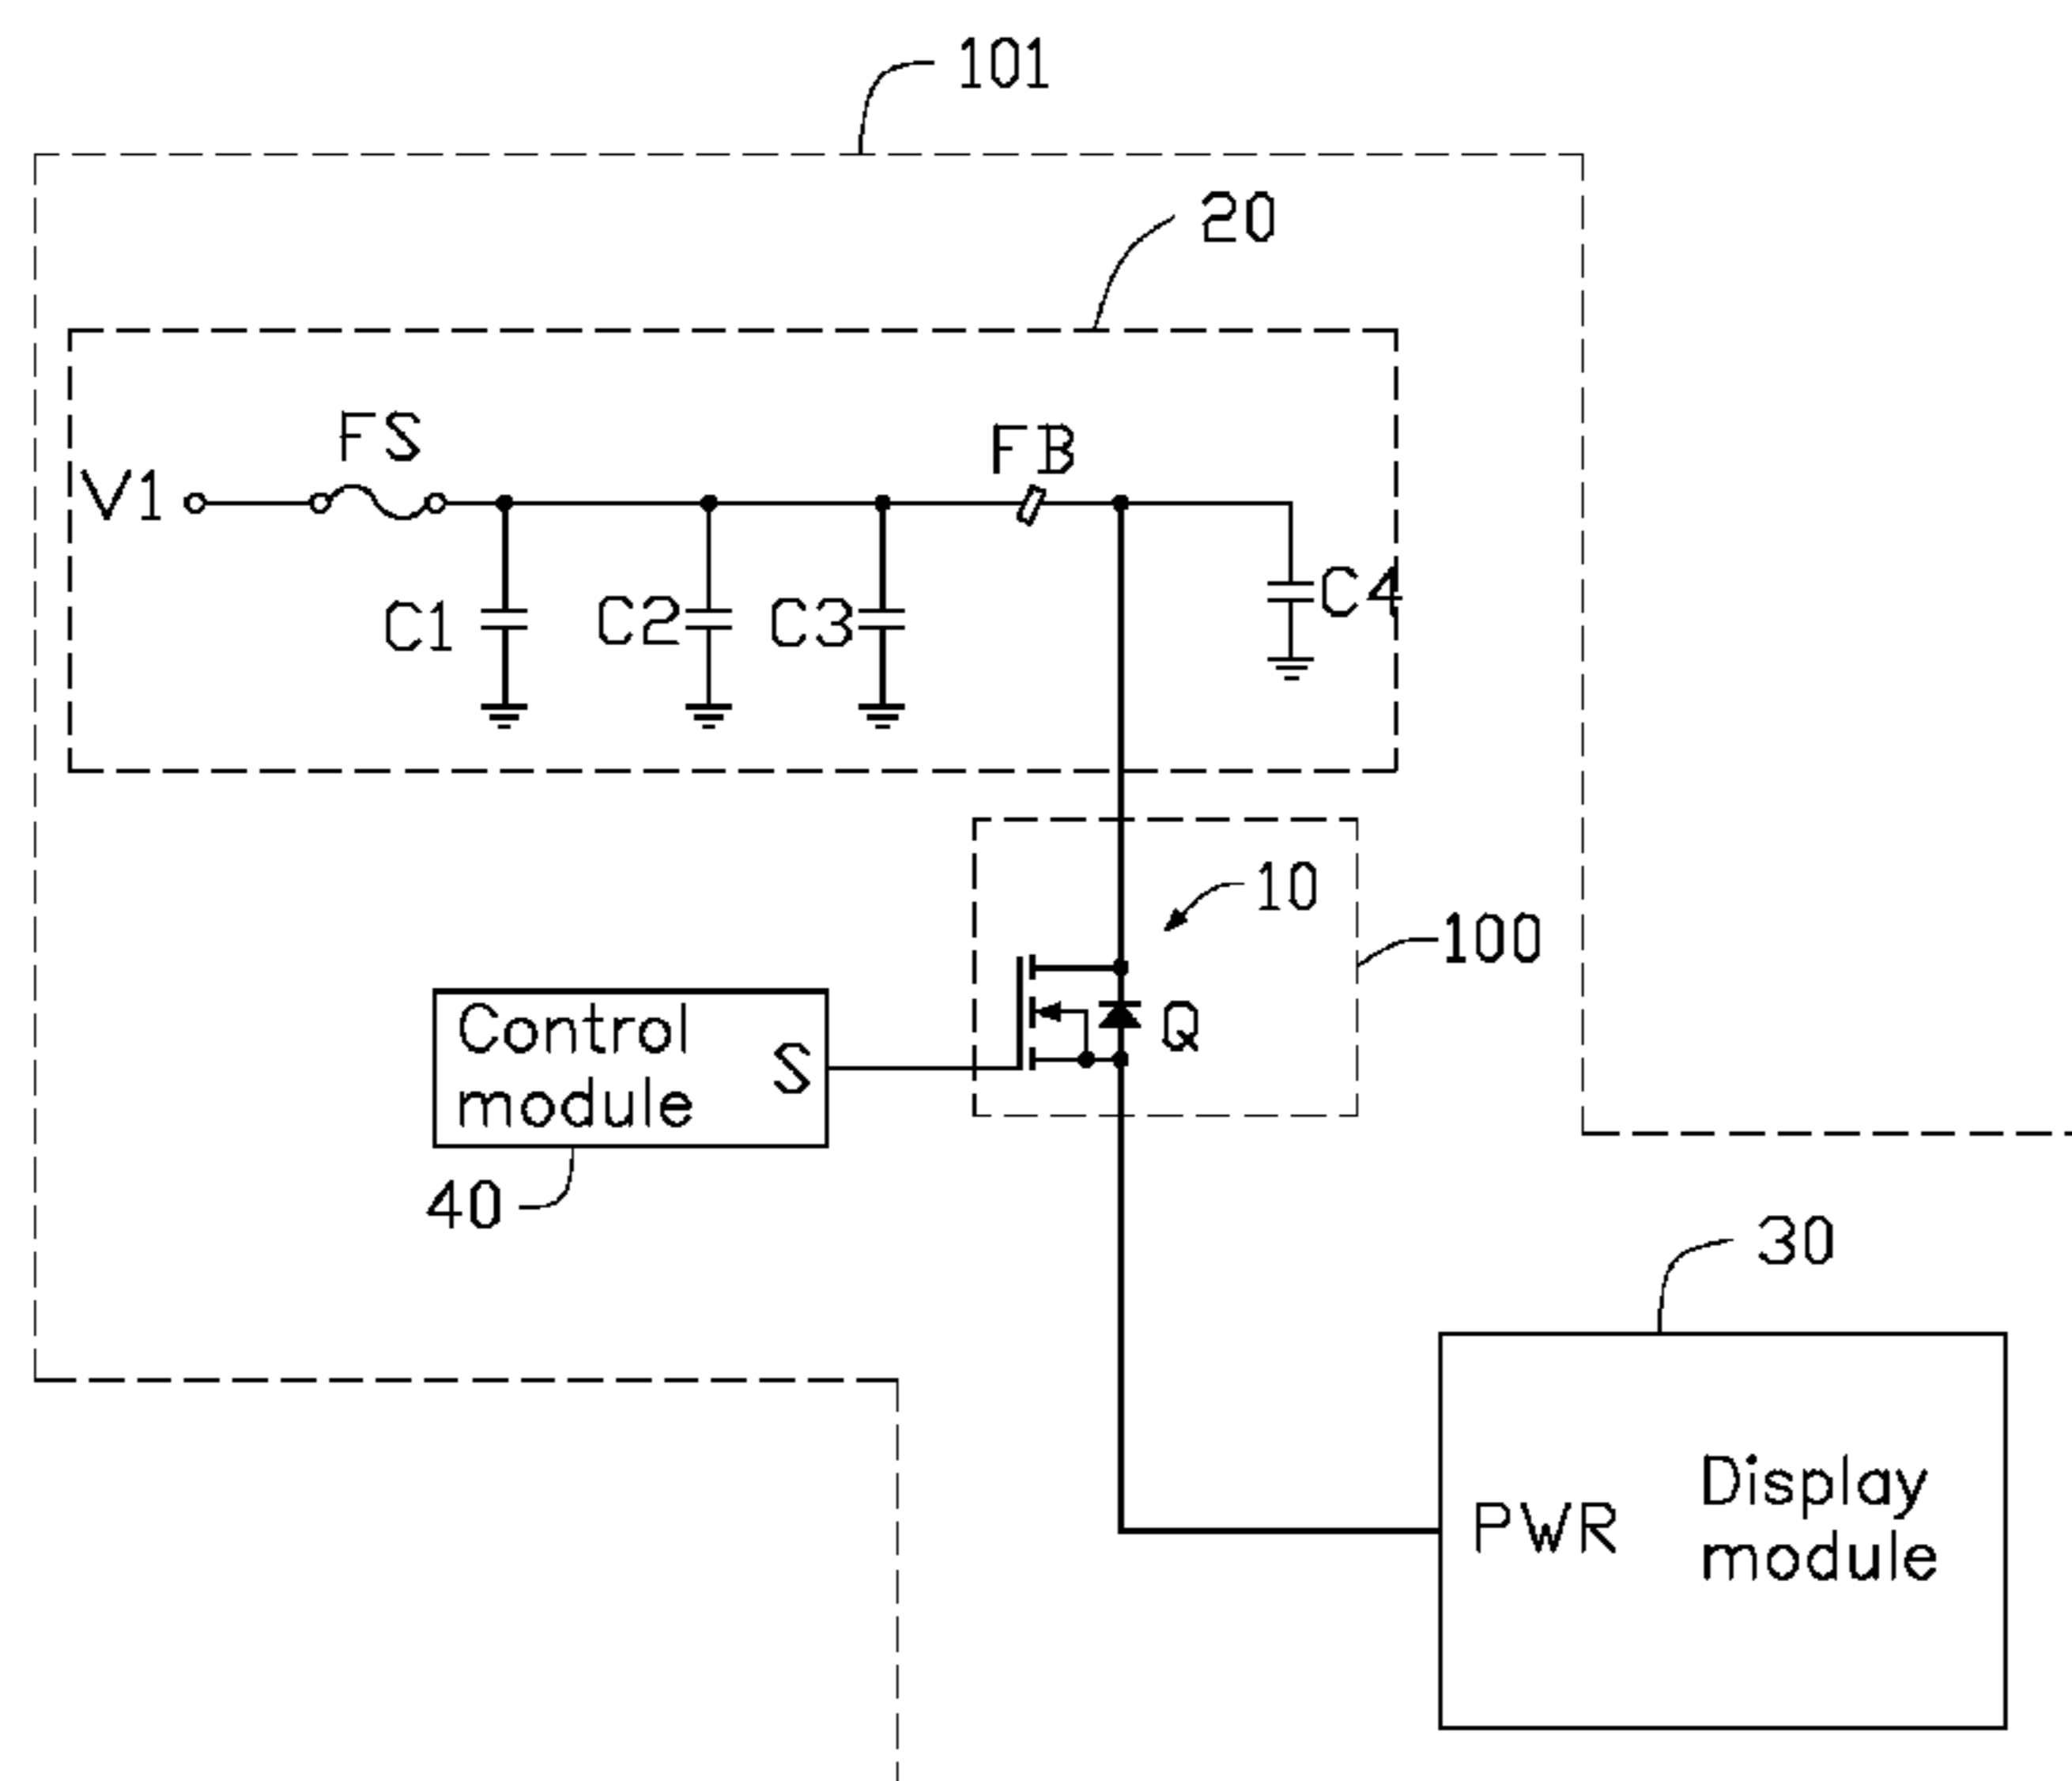 101
20
FS
FB
V1
C1
C2
C3
C4
10
100
Control
module
S
Q
40
30
PWR
Display
module